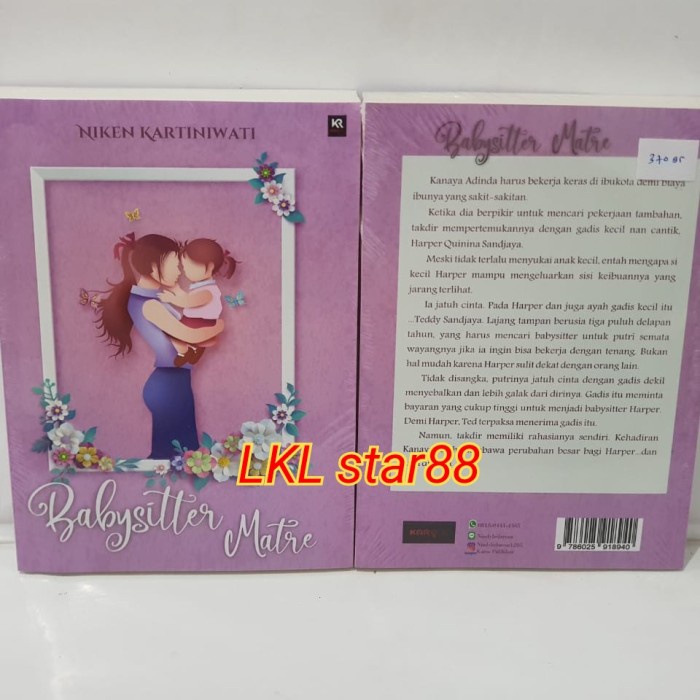 NIKEN KARTINIWATI
KR
Babysitter
Matre
Babysitter Matre
370 gr
Kanaya Adinda harus bekerja keras di ibukota demi biaya
ibunya yang sakit-sakitan.
Ketika dia berpikir untuk mencari pekerjaan tambahan,
takdir mempertemukannya dengan gadis kecil nan cantik,
Harper Quinina Sandjaya.
Meski tidak terlalu menyukai anak kecil, entah mengapa si
kecil Harper mampu mengeluarkan sisi keibuannya yang
jarang terlihat.
Ia jatuh cinta. Pada Harper dan juga ayah gadis kecil itu
...Teddy Sandjaya. Lajang tampan berusia tiga puluh delapan
tahun, yang harus mencari babysitter untuk putri semata
wayangnya jika ia ingin bisa bekerja dengan tenang. Bukan
hal mudah karena Harper sulit dekat dengan orang lain.
Tidak disangka, putrinya jatuh cinta dengan gadis dekil
menyebalkan dan lebih galak dari dirinya. Gadis itu meminta
bayaran yang cukup tinggi untuk menjadi babysitter Harper.
Demi Harper, Ted terpaksa menerima gadis itu.
Namun, takdir memiliki rahasianya sendiri. Kehadiran
perubahan besar bagi Harper...dan
LKL star88
9 786025 918940